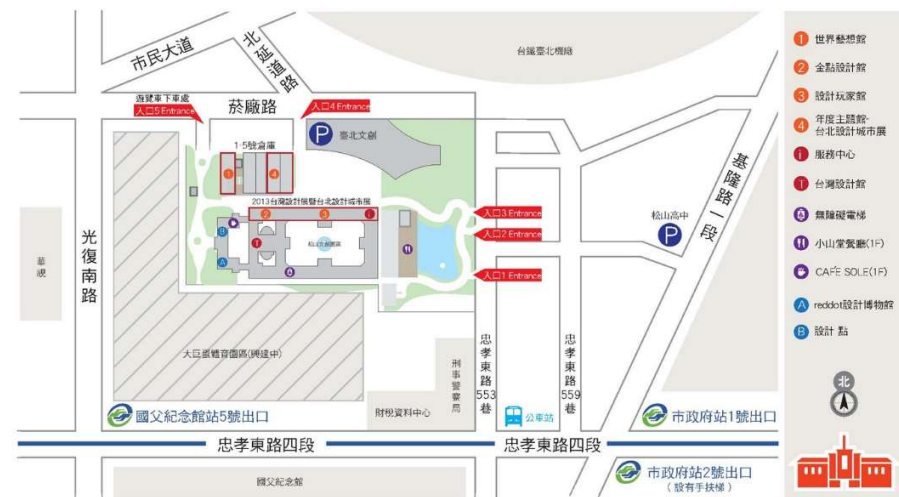 市民大道
北延道路
台鐵臺北機廠
遊覽車下車處
入口5 Entrance
菸廠路
入口4 Entrance
P
臺北文創
1-5號倉庫
1
4
2013台灣設計展暨台北設計城市展
2
3
i
B
T
A
入口3 Entrance
入口2 Entrance
入口1 Entrance
松山高中
P
基隆路一段
華視
光復南路
大巨蛋體育園區(興建中)
刑事警察局
財稅資料中心
忠孝東路553巷
忠孝東路559巷
公車站
國父紀念館站5號出口
市政府站1號出口
忠孝東路四段
忠孝東路四段
國父紀念館
市政府站2號出口
(設有手扶梯)
1 世界藝想館
2 金點設計館
3 設計玩家館
4 年度主題館-
台北設計城市展
i 服務中心
T 台灣設計館
無障礙電梯
小山堂餐廳(1F)
CAFE SOLE(1F)
A reddot設計博物館
B 設計 點
北